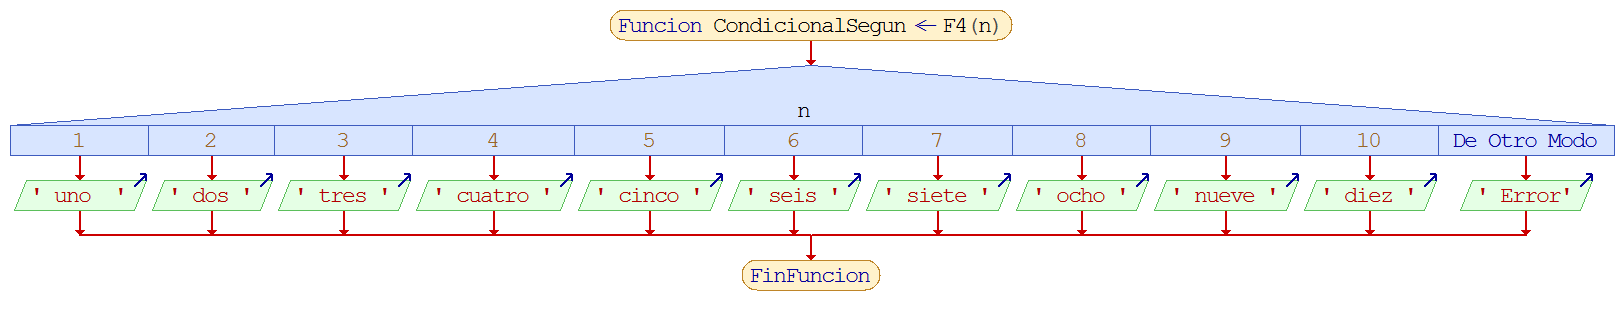 Funcion CondicionalSegun <- F4(n)
n
1 2 3 4 5 6 7 8 9 10 De Otro Modo
' uno  ' ' dos ' ' tres ' ' cuatro ' ' cinco ' ' seis ' ' siete ' ' ocho ' ' nueve ' ' diez ' ' Error'
FinFuncion